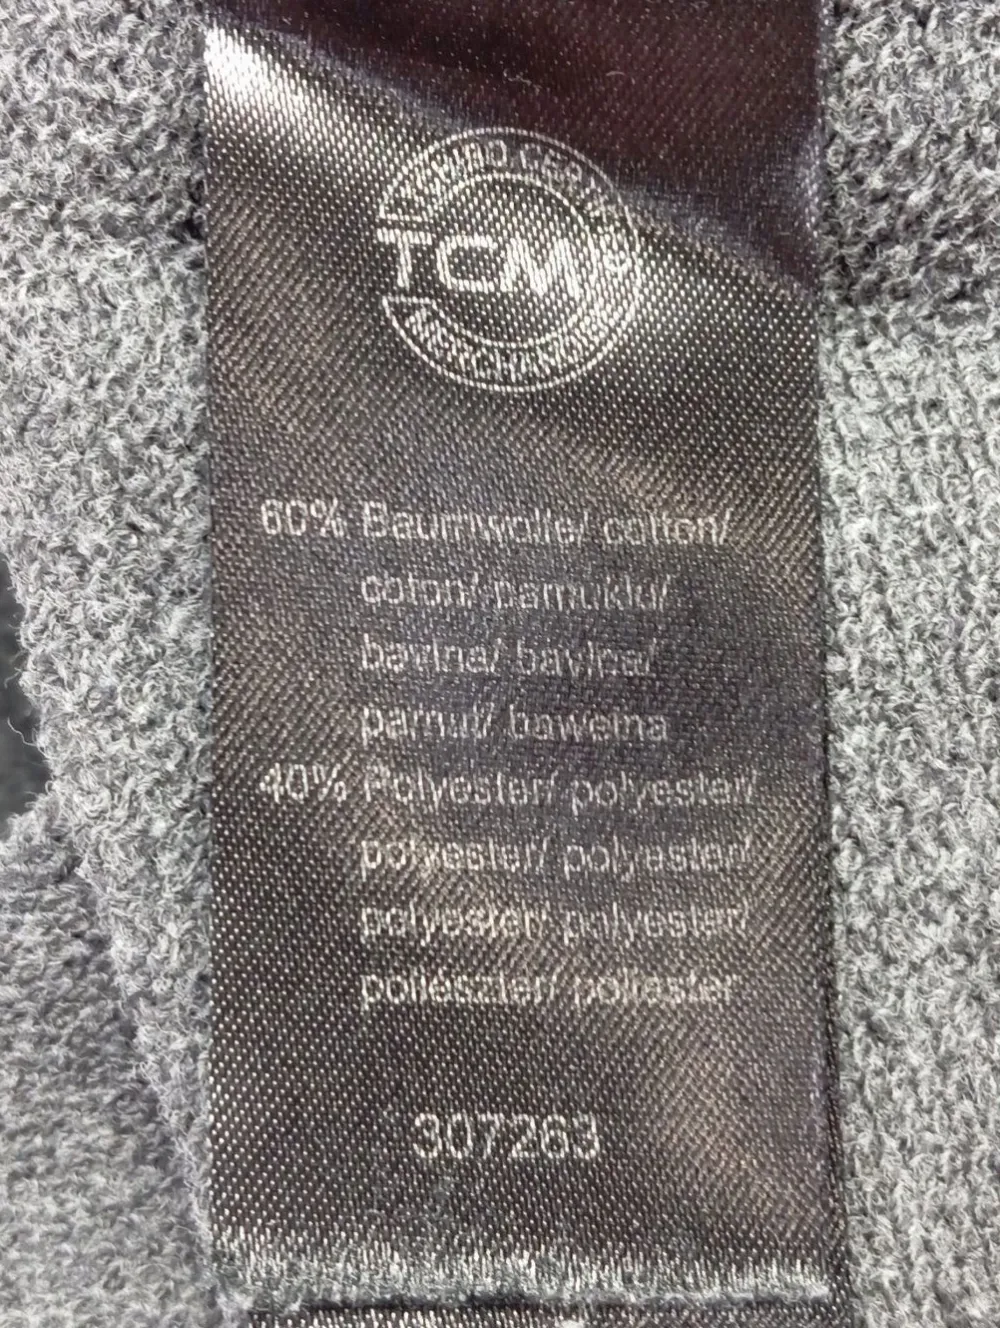 TCM
60% Baumwolle/ cotton/
coton/ pamuklu/
bavlna/ bavlna/
pamut/ bawełna
40% Polyester/ polyester/
polyester/ polyester/
polyester/ polyester/
poliészter/ poliester
307263